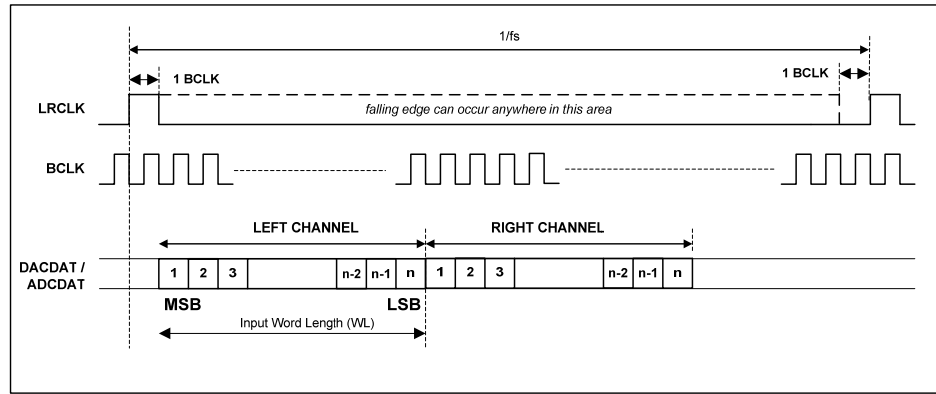 1/fs
1 BCLK
1 BCLK
LRCLK
falling edge can occur anywhere in this area
BCLK
LEFT CHANNEL
RIGHT CHANNEL
DACDAT /
ADCDAT
1 2 3 n-2 n-1 n 1 2 3 n-2 n-1 n
MSB
LSB
Input Word Length (WL)